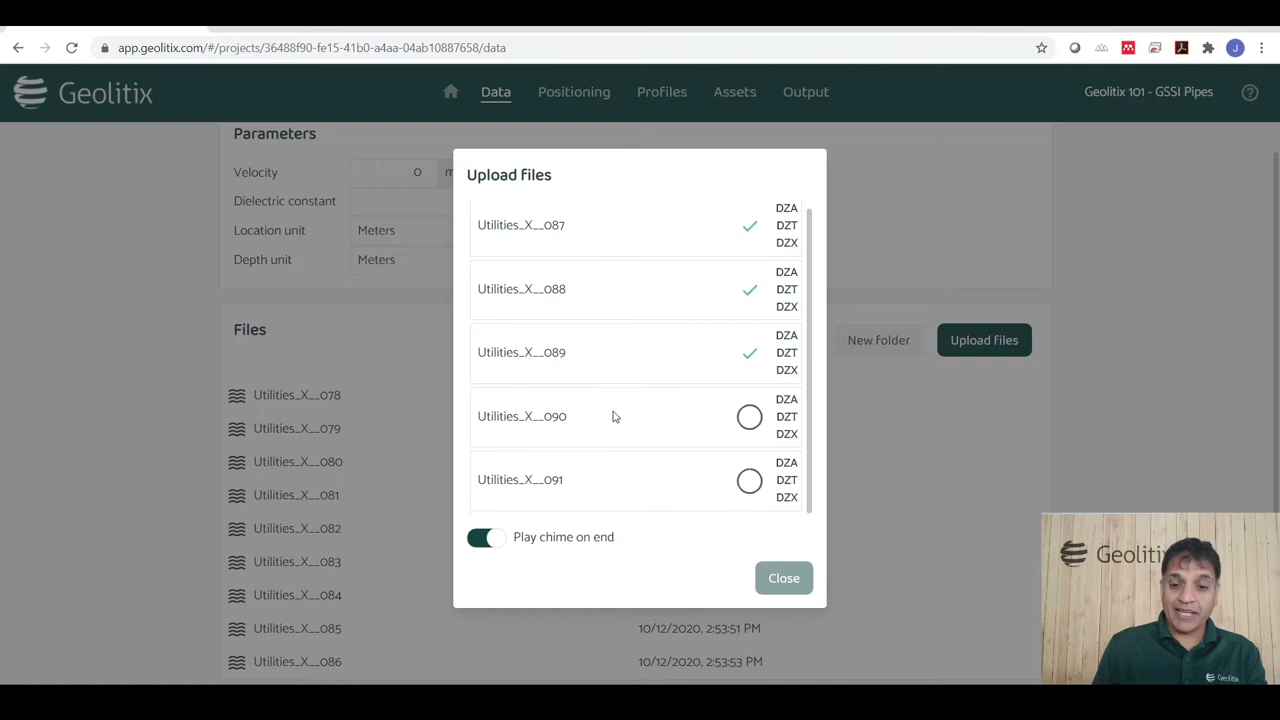 app.geolitix.com/#/projects/36488f90-fe15-41b0-a4aa-04ab10887658/data
J
Geolitix
Data
Positioning
Profiles
Assets
Output
Geolitix 101 - GSSI Pipes
Parameters
Velocity
0
m
Dielectric constant
Location unit
Meters
Depth unit
Meters
Files
New folder
Upload files
Utilities_X__078
Utilities_X__079
Utilities_X__080
Utilities_X__081
Utilities_X__082
Utilities_X__083
Utilities_X__084
Utilities_X__085
10/12/2020, 2:53:51 PM
Utilities_X__086
10/12/2020, 2:53:53 PM
Upload files
Utilities_X__087
DZA
DZT
DZX
Utilities_X__088
DZA
DZT
DZX
Utilities_X__089
DZA
DZT
DZX
Utilities_X__090
DZA
DZT
DZX
Utilities_X__091
DZA
DZT
DZX
Play chime on end
Close
Geolitix
Geolitix